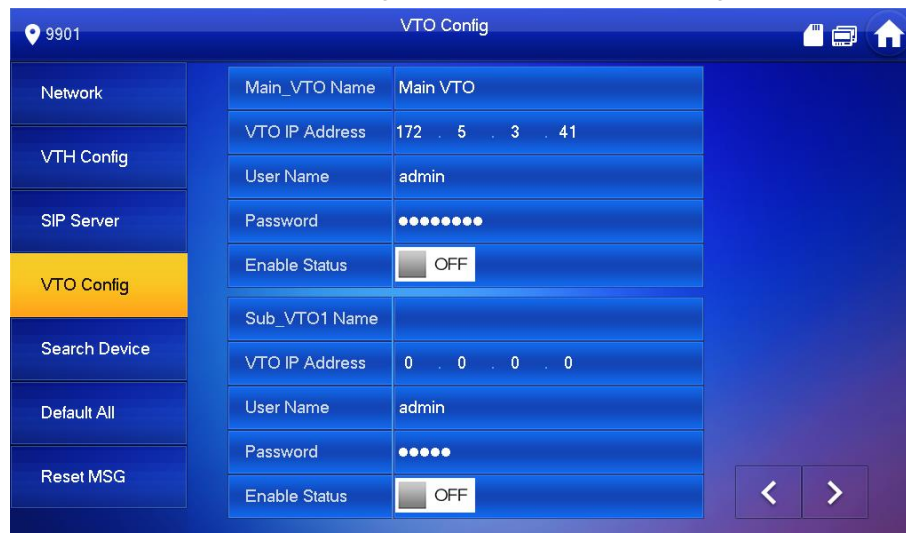 9901
VTO Config
Network
VTH Config
SIP Server
VTO Config
Search Device
Default All
Reset MSG
Main_VTO Name Main VTO
VTO IP Address 172 . 5 . 3 . 41
User Name admin
Password ●●●●●●●●
Enable Status OFF
Sub_VTO1 Name
VTO IP Address 0 . 0 . 0 . 0
User Name admin
Password ●●●●●
Enable Status OFF